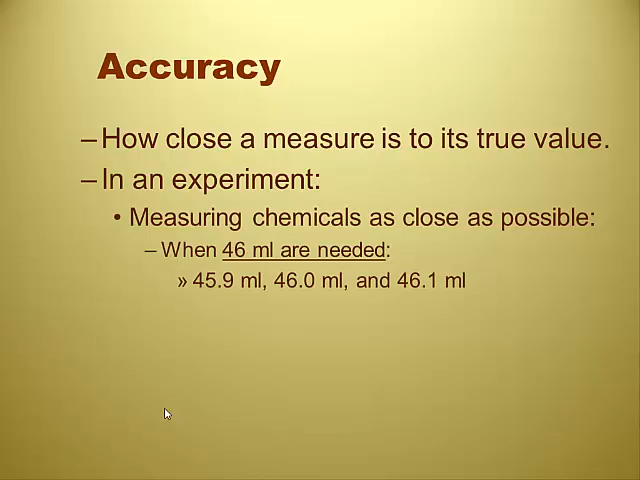 Accuracy
–How close a measure is to its true value.
–In an experiment:
• Measuring chemicals as close as possible:
– When 46 ml are needed:
» 45.9 ml, 46.0 ml, and 46.1 ml